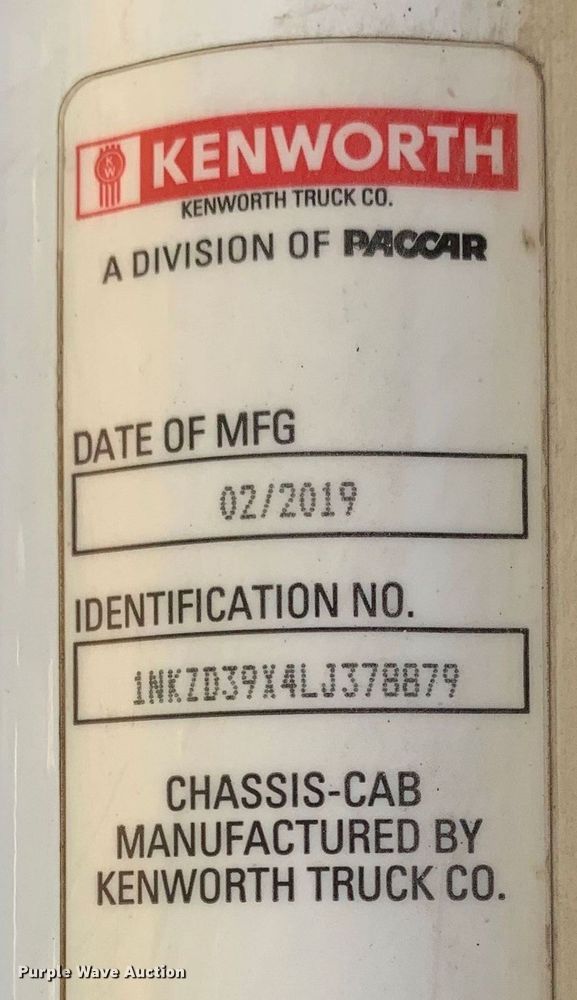 KW
KENWORTH
KENWORTH TRUCK CO.
A DIVISION OF PACCAR
DATE OF MFG
02/2019
IDENTIFICATION NO.
1NKZD39X4LJ378879
CHASSIS-CAB
MANUFACTURED BY
KENWORTH TRUCK CO.
Purple Wave Auction